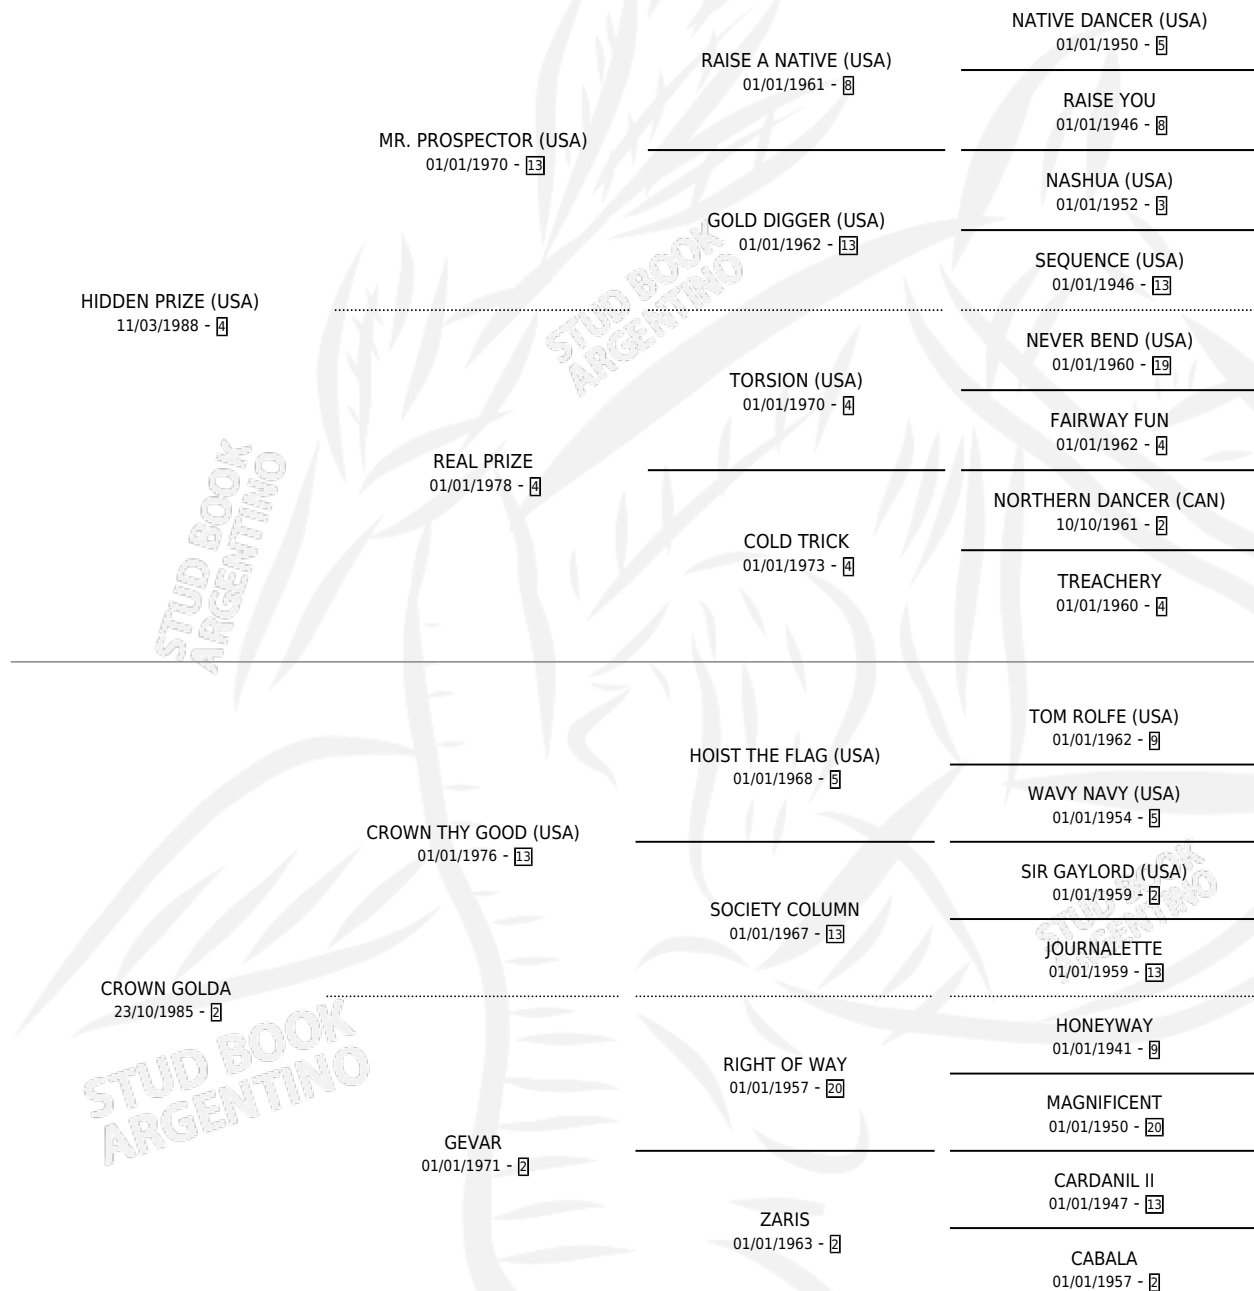 NATIVE DANCER (USA)
01/01/1950 - 5
RAISE A NATIVE (USA)
01/01/1961 - 8
RAISE YOU
01/01/1946 - 8
MR. PROSPECTOR (USA)
01/01/1970 - 13
NASHUA (USA)
01/01/1952 - 3
GOLD DIGGER (USA)
01/01/1962 - 13
SEQUENCE (USA)
01/01/1946 - 13
HIDDEN PRIZE (USA)
11/03/1988 - 4
STUD BOOK
ARGENTINO
NEVER BEND (USA)
01/01/1960 - 19
TORSION (USA)
01/01/1970 - 4
FAIRWAY FUN
01/01/1962 - 4
REAL PRIZE
01/01/1978 - 4
NORTHERN DANCER (CAN)
10/10/1961 - 2
COLD TRICK
01/01/1973 - 4
TREACHERY
01/01/1960 - 4
STUD BOOK
ARGENTINO
TOM ROLFE (USA)
01/01/1962 - 9
HOIST THE FLAG (USA)
01/01/1968 - 5
WAVY NAVY (USA)
01/01/1954 - 5
CROWN THY GOOD (USA)
01/01/1976 - 13
SIR GAYLORD (USA)
01/01/1959 - 2
SOCIETY COLUMN
01/01/1967 - 13
STUD BOOK
ARGENTINO
JOURNALETTE
01/01/1959 - 13
CROWN GOLDA
23/10/1985 - 2
HONEYWAY
01/01/1941 - 9
RIGHT OF WAY
01/01/1957 - 20
MAGNIFICENT
01/01/1950 - 20
STUD BOOK
ARGENTINO
GEVAR
01/01/1971 - 2
CARDANIL II
01/01/1947 - 13
ZARIS
01/01/1963 - 2
CABALA
01/01/1957 - 2